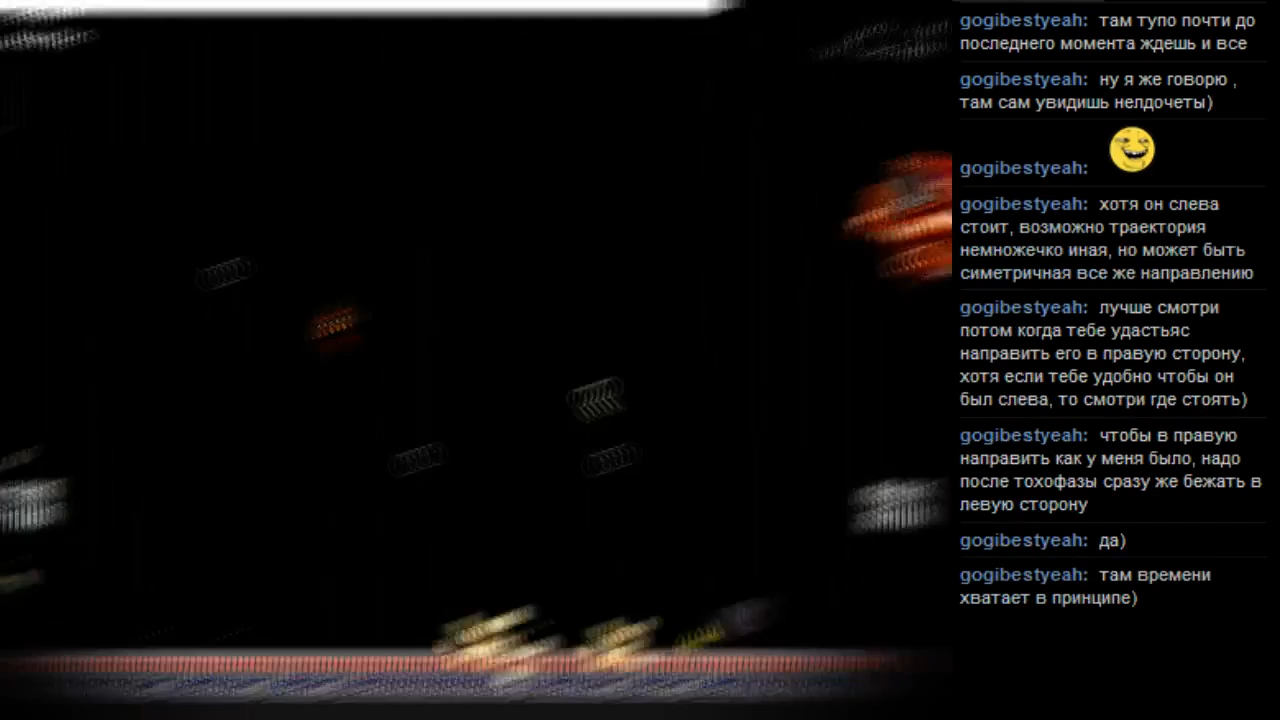 gogibestyeah: там тупо почти до
последнего момента ждешь и все
gogibestyeah: ну я же говорю ,
там сам увидишь нелдочеты)
gogibestyeah:
gogibestyeah: хотя он слева
стоит, возможно траектория
немножечко иная, но может быть
симетричная все же направлению
gogibestyeah: лучше смотри
потом когда тебе удастьяс
направить его в правую сторону,
хотя если тебе удобно чтобы он
был слева, то смотри где стоять)
gogibestyeah: чтобы в правую
направить как у меня было, надо
после тохофазы сразу же бежать в
левую сторону
gogibestyeah: да)
gogibestyeah: там времени
хватает в принципе)